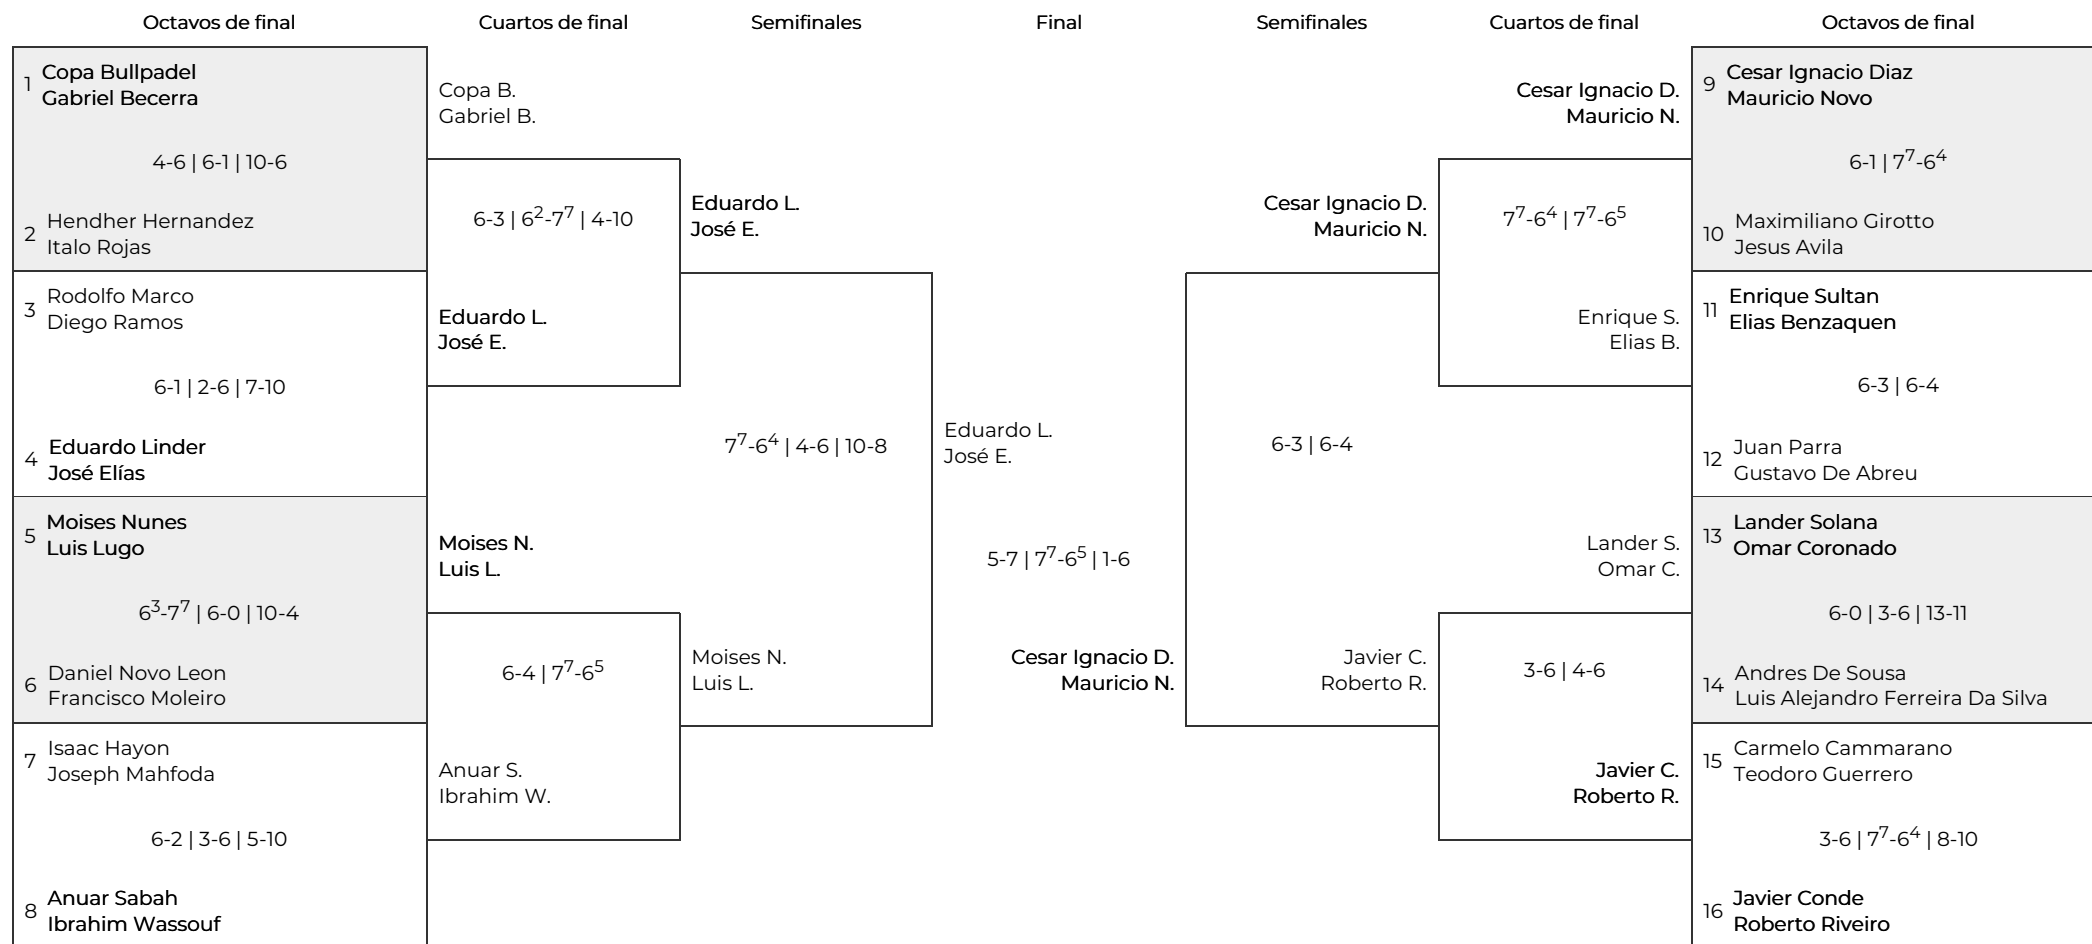 Octavos de final
Cuartos de final
Semifinales
Final
Semifinales
Cuartos de final
Octavos de final
1
Copa Bullpadel
Gabriel Becerra
4-6 | 6-1 | 10-6
2
Hendher Hernandez
Italo Rojas
3
Rodolfo Marco
Diego Ramos
6-1 | 2-6 | 7-10
4
Eduardo Linder
José Elías
5
Moises Nunes
Luis Lugo
6³-7⁷ | 6-0 | 10-4
6
Daniel Novo Leon
Francisco Moleiro
7
Isaac Hayon
Joseph Mahfoda
6-2 | 3-6 | 5-10
8
Anuar Sabah
Ibrahim Wassouf
Copa B.
Gabriel B.
6-3 | 6²-7⁷ | 4-10
Eduardo L.
José E.
Moises N.
Luis L.
6-4 | 7⁷-6⁵
Anuar S.
Ibrahim W.
Eduardo L.
José E.
7⁷-6⁴ | 4-6 | 10-8
Moises N.
Luis L.
Eduardo L.
José E.
5-7 | 7⁷-6⁵ | 1-6
Cesar Ignacio D.
Mauricio N.
Cesar Ignacio D.
Mauricio N.
6-3 | 6-4
Javier C.
Roberto R.
Cesar Ignacio D.
Mauricio N.
7⁷-6⁴ | 7⁷-6⁵
Enrique S.
Elias B.
Lander S.
Omar C.
3-6 | 4-6
Javier C.
Roberto R.
9
Cesar Ignacio Diaz
Mauricio Novo
6-1 | 7⁷-6⁴
10
Maximiliano Girotto
Jesus Avila
11
Enrique Sultan
Elias Benzaquen
6-3 | 6-4
12
Juan Parra
Gustavo De Abreu
13
Lander Solana
Omar Coronado
6-0 | 3-6 | 13-11
14
Andres De Sousa
Luis Alejandro Ferreira Da Silva
15
Carmelo Cammarano
Teodoro Guerrero
3-6 | 7⁷-6⁴ | 8-10
16
Javier Conde
Roberto Riveiro